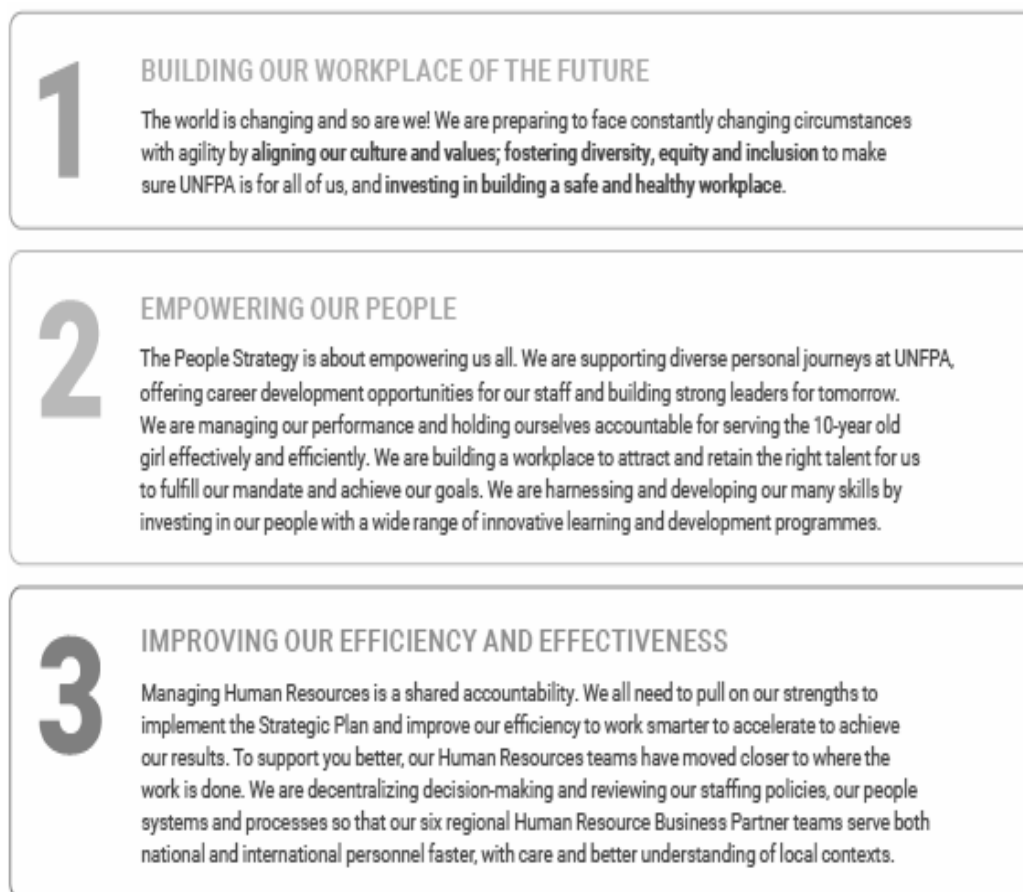 1
BUILDING OUR WORKPLACE OF THE FUTURE
The world is changing and so are we! We are preparing to face constantly changing circumstances
with agility by aligning our culture and values; fostering diversity, equity and inclusion to make
sure UNFPA is for all of us, and investing in building a safe and healthy workplace.
2
EMPOWERING OUR PEOPLE
The People Strategy is about empowering us all. We are supporting diverse personal journeys at UNFPA,
offering career development opportunities for our staff and building strong leaders for tomorrow.
We are managing our performance and holding ourselves accountable for serving the 10-year old
girl effectively and efficiently. We are building a workplace to attract and retain the right talent for us
to fulfill our mandate and achieve our goals. We are harnessing and developing our many skills by
investing in our people with a wide range of innovative learning and development programmes.
3
IMPROVING OUR EFFICIENCY AND EFFECTIVENESS
Managing Human Resources is a shared accountability. We all need to pull on our strengths to
implement the Strategic Plan and improve our efficiency to work smarter to accelerate to achieve
our results. To support you better, our Human Resources teams have moved closer to where the
work is done. We are decentralizing decision-making and reviewing our staffing policies, our people
systems and processes so that our six regional Human Resource Business Partner teams serve both
national and international personnel faster, with care and better understanding of local contexts.